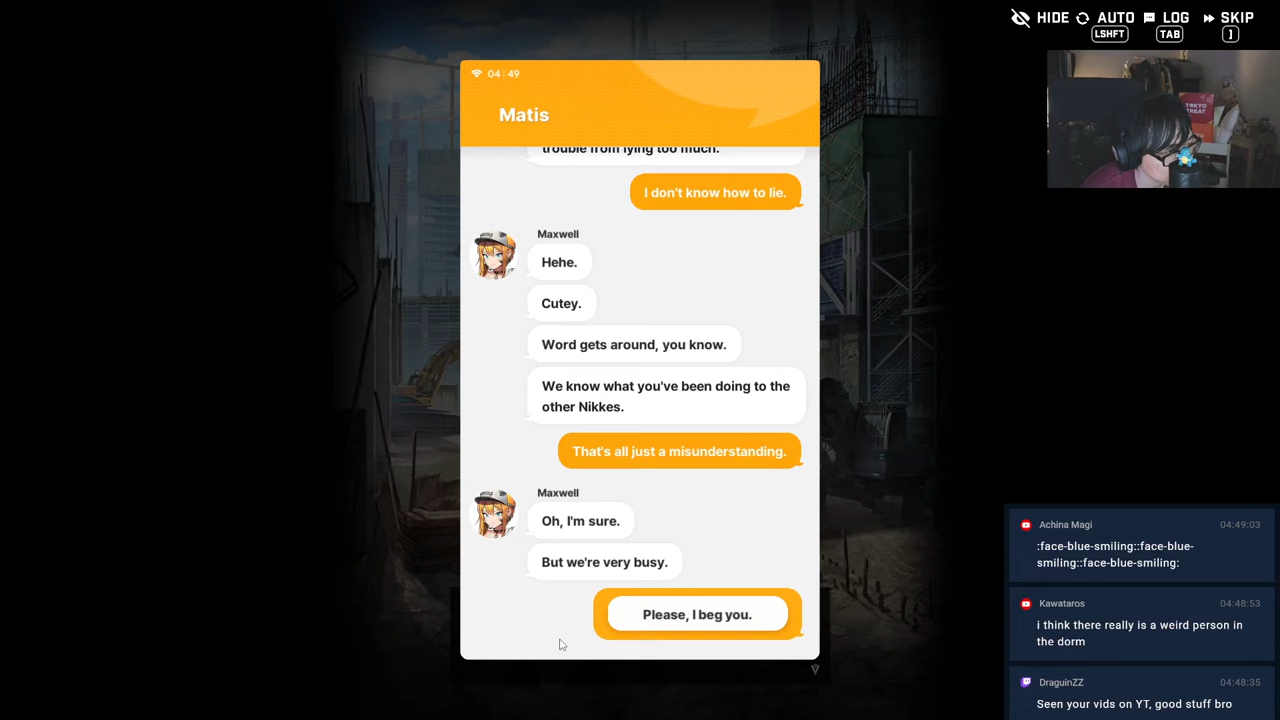 HIDE AUTO LOG SKIP
LSHFT TAB ]
04:49
Matis
trouble from lying too much.
I don't know how to lie.
Maxwell
Hehe.
Cutey.
Word gets around, you know.
We know what you've been doing to the
other Nikkes.
That's all just a misunderstanding.
Maxwell
Oh, I'm sure.
But we're very busy.
Please, I beg you.
TOKYO
TREAT
Achina Magi 04:49:03
:face-blue-smiling::face-blue-
smiling::face-blue-smiling:
Kawataros 04:48:53
i think there really is a weird person in
the dorm
DraguinZZ 04:48:35
Seen your vids on YT, good stuff bro